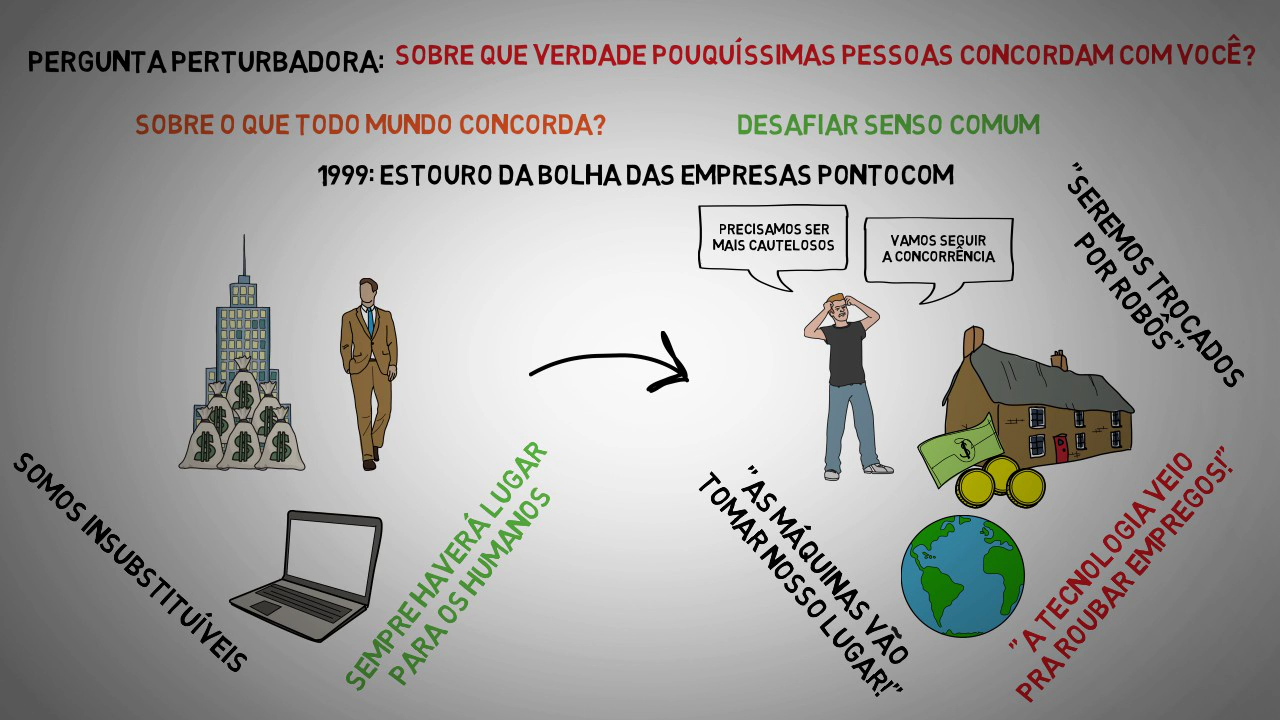 PERGUNTA PERTURBADORA: SOBRE QUE VERDADE POUQUÍSSIMAS PESSOAS CONCORDAM COM VOCÊ?
SOBRE O QUE TODO MUNDO CONCORDA?
DESAFIAR SENSO COMUM
1999: ESTOURO DA BOLHA DAS EMPRESAS PONTOCOM
PRECISAMOS SER
MAIS CAUTELOSOS
VAMOS SEGUIR
A CONCORRÊNCIA
"SEREMOS TROCADOS
POR ROBÔS"
SOMOS INSUBSTITUÍVEIS
SEMPRE HAVERÁ LUGAR
PARA OS HUMANOS
"AS MÁQUINAS VÃO
TOMAR NOSSO LUGAR!"
"A TECNOLOGIA VEIO
PRA ROUBAR EMPREGOS!"